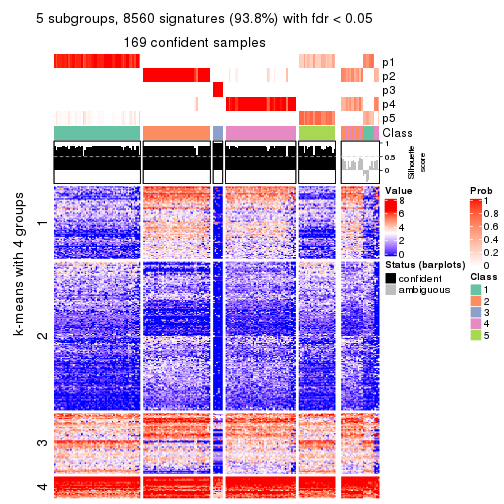 5 subgroups, 8560 signatures (93.8%) with fdr < 0.05
169 confident samples
p1
p2
p3
p4
p5
Class
1
0.5
0
Silhouette
score
k-means with 4 groups
1
2
3
4
Value
8
6
4
2
0
Status (barplots)
confident
ambiguous
Prob
1
0.8
0.6
0.4
0.2
0
Class
1
2
3
4
5